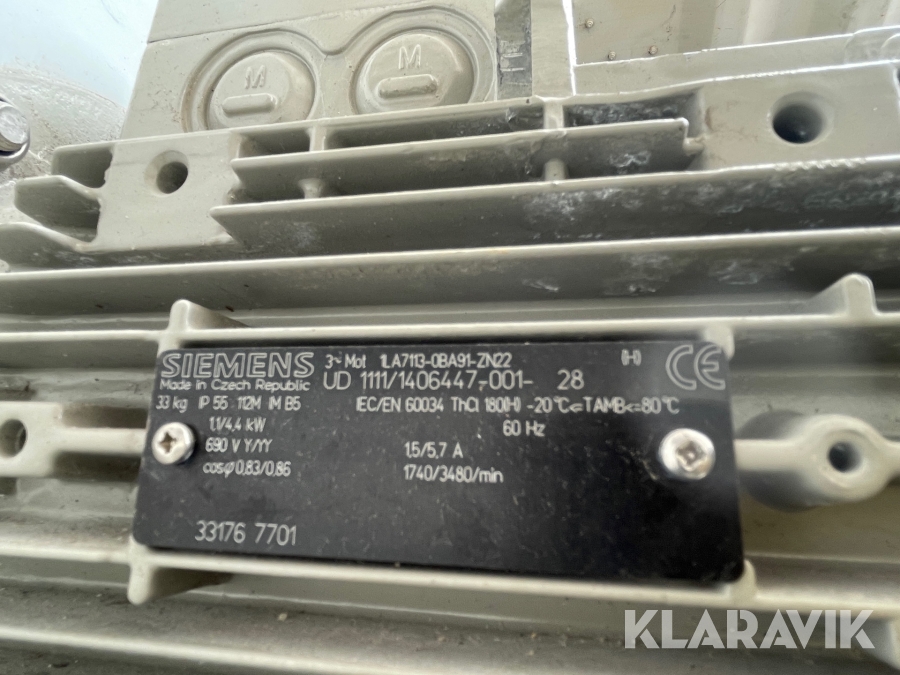 M M
SIEMENS 3~Mot 1LA7113-0BA91-ZN22 (H) CE
Made in Czech Republic UD 1111/1406447-001- 28
33 kg IP 55 112M IM B5 IEC/EN 60034 Th.Cl. 180(H) -20°C<=TAMB<=80°C
1.1/4,4 kW 60 Hz
690 V Y/YY 1.5/5,7 A
cosφ 0,83/0,86 1740/3480/min
33176 7701
KLARAVIK